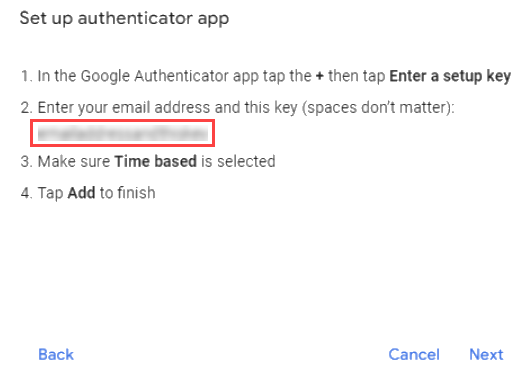 Set up authenticator app
1. In the Google Authenticator app tap the + then tap Enter a setup key
2. Enter your email address and this key (spaces don't matter):
3. Make sure Time based is selected
4. Tap Add to finish
Back Cancel Next